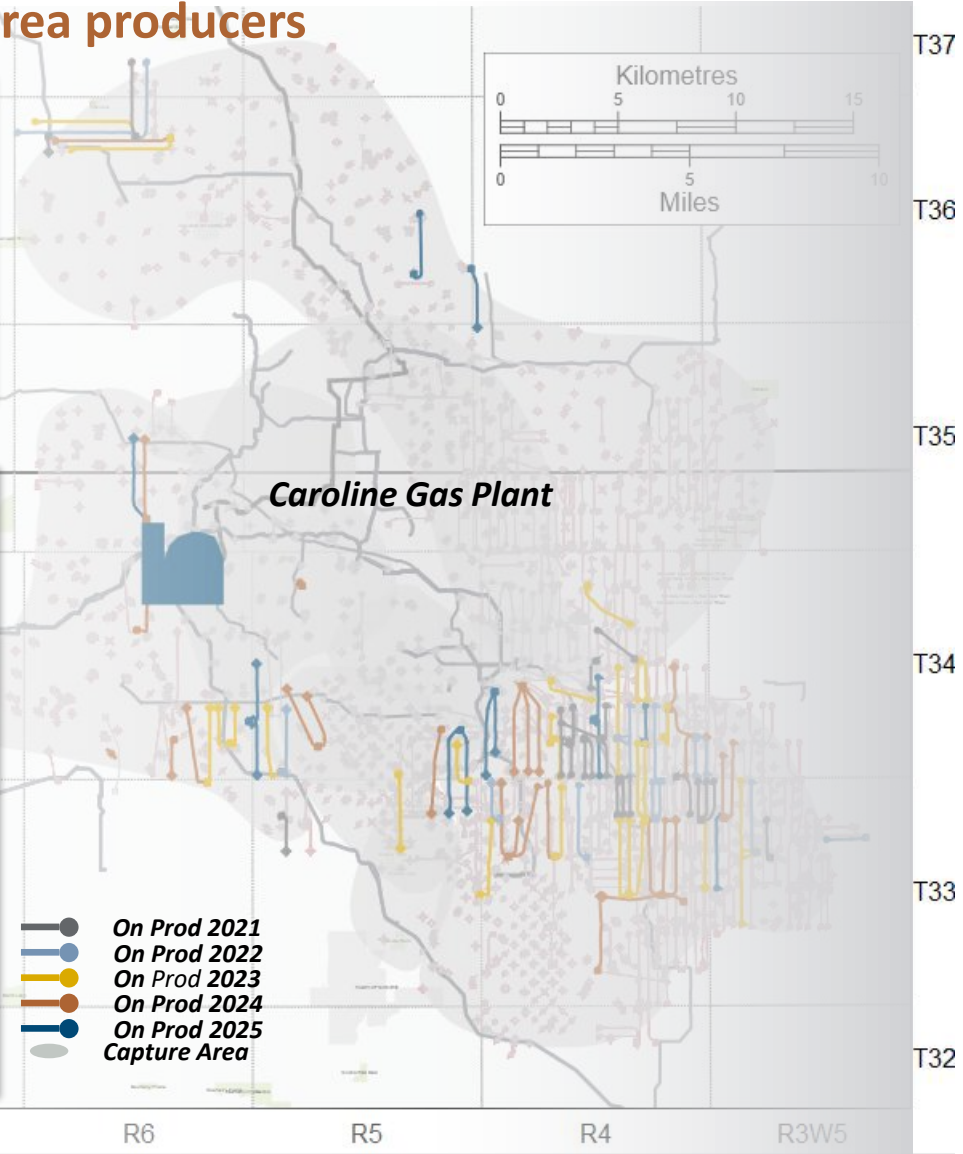 rea producers
T37
Kilometres
0 5 10 15
0 5 10
Miles
T36
T35
Caroline Gas Plant
T34
T33
On Prod 2021
On Prod 2022
On Prod 2023
On Prod 2024
On Prod 2025
Capture Area
T32
R6 R5 R4 R3W5